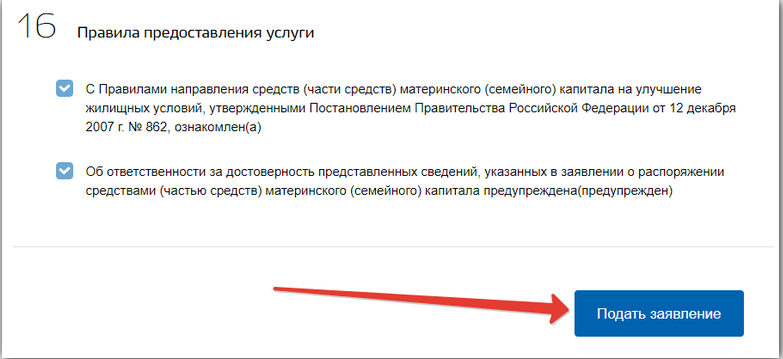 16 Правила предоставления услуги
С Правилами направления средств (части средств) материнского (семейного) капитала на улучшение
жилищных условий, утвержденными Постановлением Правительства Российской Федерации от 12 декабря
2007 г. № 862, ознакомлен(а)
Об ответственности за достоверность представленных сведений, указанных в заявлении о распоряжении
средствами (частью средств) материнского (семейного) капитала предупреждена(предупрежден)
Подать заявление